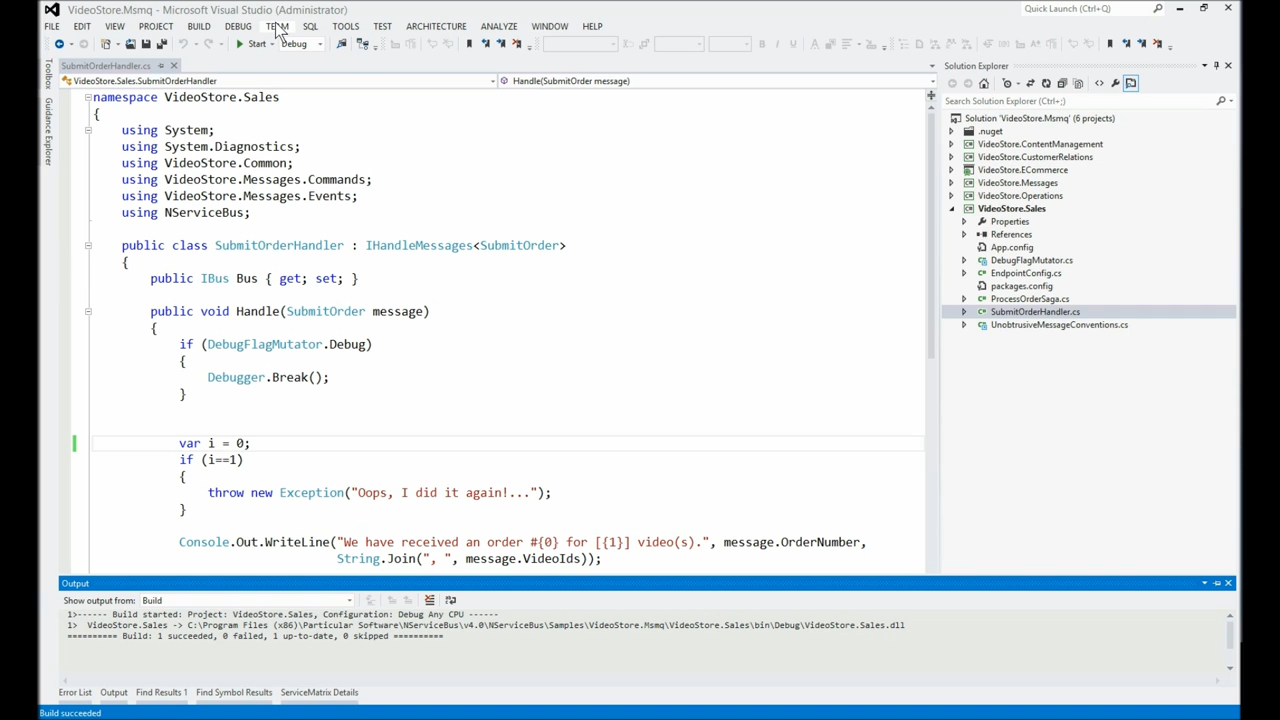 VideoStore.Msmq - Microsoft Visual Studio (Administrator)
Quick Launch (Ctrl+Q)
FILE EDIT VIEW PROJECT BUILD DEBUG TEAM SQL TOOLS TEST ARCHITECTURE ANALYZE WINDOW HELP
Start Debug
Toolbox
Guidance Explorer
SubmitOrderHandler.cs
VideoStore.Sales.SubmitOrderHandler
Handle(SubmitOrder message)
namespace VideoStore.Sales
{
using System;
using System.Diagnostics;
using VideoStore.Common;
using VideoStore.Messages.Commands;
using VideoStore.Messages.Events;
using NServiceBus;
public class SubmitOrderHandler : IHandleMessages<SubmitOrder>
{
public IBus Bus { get; set; }
public void Handle(SubmitOrder message)
{
if (DebugFlagMutator.Debug)
{
Debugger.Break();
}
var i = 0;
if (i==1)
{
throw new Exception("Oops, I did it again!...");
}
Console.Out.WriteLine("We have received an order #{0} for [{1}] video(s).", message.OrderNumber,
String.Join(", ", message.VideoIds));
Solution Explorer
Search Solution Explorer (Ctrl+;)
Solution 'VideoStore.Msmq' (6 projects)
.nuget
VideoStore.ContentManagement
VideoStore.CustomerRelations
VideoStore.ECommerce
VideoStore.Messages
VideoStore.Operations
VideoStore.Sales
Properties
References
App.config
DebugFlagMutator.cs
EndpointConfig.cs
packages.config
ProcessOrderSaga.cs
SubmitOrderHandler.cs
UnobtrusiveMessageConventions.cs
Output
Show output from: Build
1>------ Build started: Project: VideoStore.Sales, Configuration: Debug Any CPU ------
1> VideoStore.Sales -> C:\Program Files (x86)\Particular Software\NServiceBus\v4.0\NServiceBus\Samples\VideoStore.Msmq\VideoStore.Sales\bin\Debug\VideoStore.Sales.dll
========== Build: 1 succeeded, 0 failed, 1 up-to-date, 0 skipped ==========
Error List Output Find Results 1 Find Symbol Results ServiceMatrix Details
Build succeeded